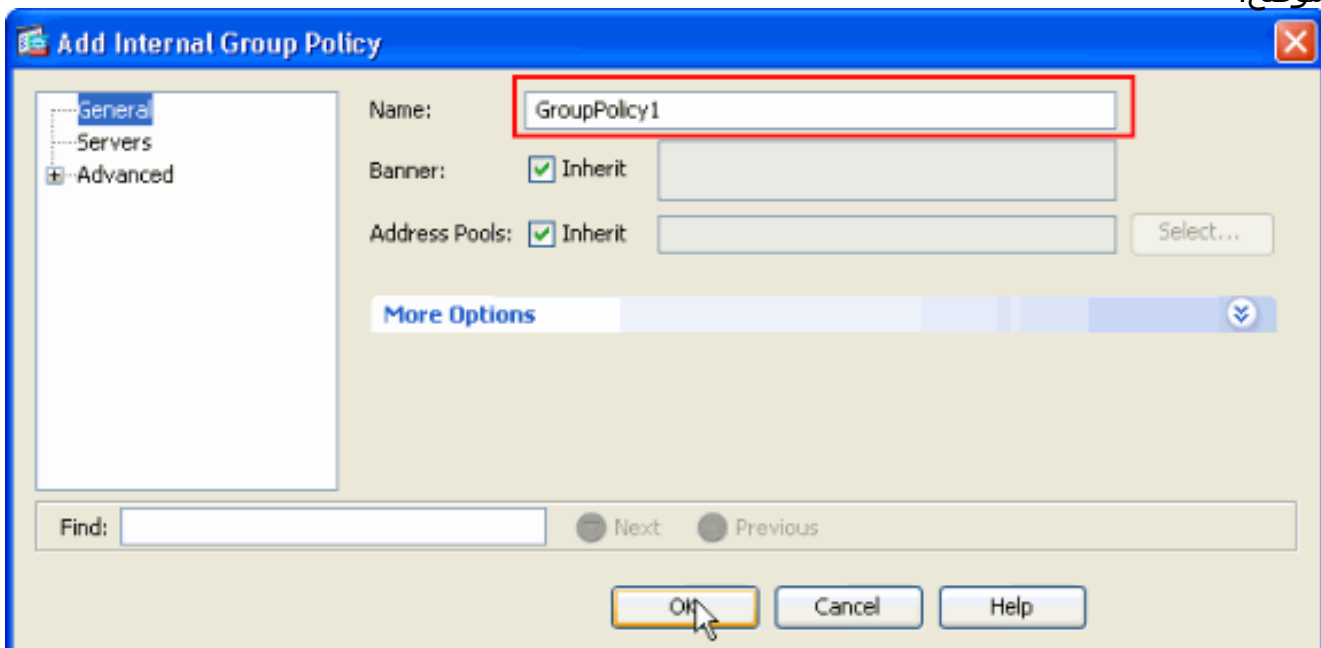 Add Internal Group Policy
General
Servers
Advanced
Name: GroupPolicy1
Banner: Inherit
Address Pools: Inherit Select...
More Options
Find: Next Previous
OK Cancel Help